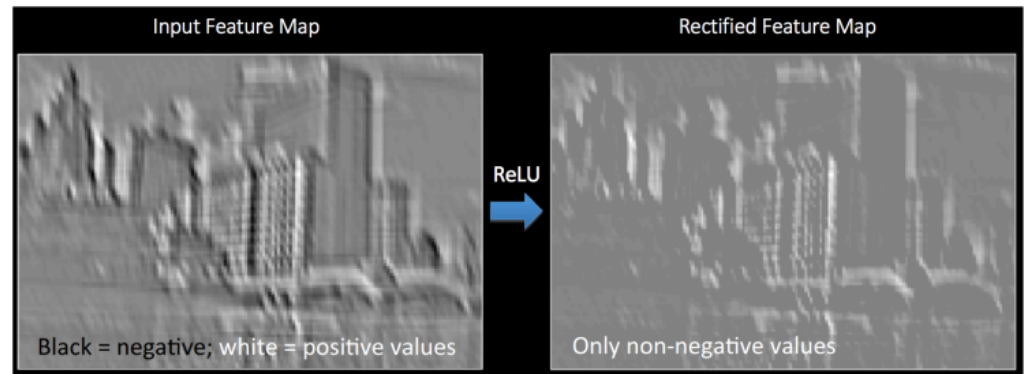 Input Feature Map
Rectified Feature Map
ReLU
Black = negative; white = positive values
Only non-negative values